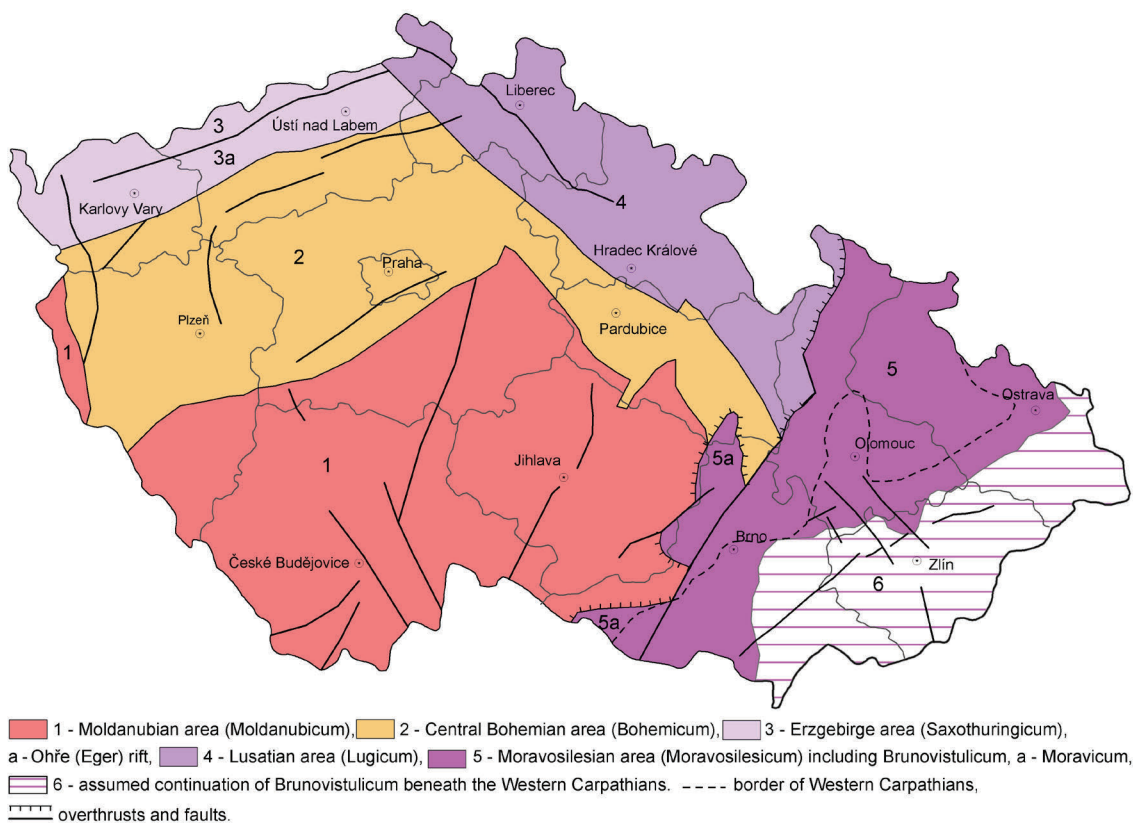 Liberec
3
Ústí nad Labem
3a
Karlovy Vary
4
Hradec Králové
2
Praha
Pardubice
Plzeň
1
5
Ostrava
Olomouc
5a
1
Jihlava
Brno
České Budějovice
Zlín
6
5a
1 - Moldanubian area (Moldanubicum), 2 - Central Bohemian area (Bohemicum), 3 - Erzgebirge area (Saxothuringicum),
a - Ohře (Eger) rift, 4 - Lusatian area (Lugicum), 5 - Moravosilesian area (Moravosilesicum) including Brunovistulicum, a - Moravicum,
6 - assumed continuation of Brunovistulicum beneath the Western Carpathians. border of Western Carpathians,
overthrusts and faults.